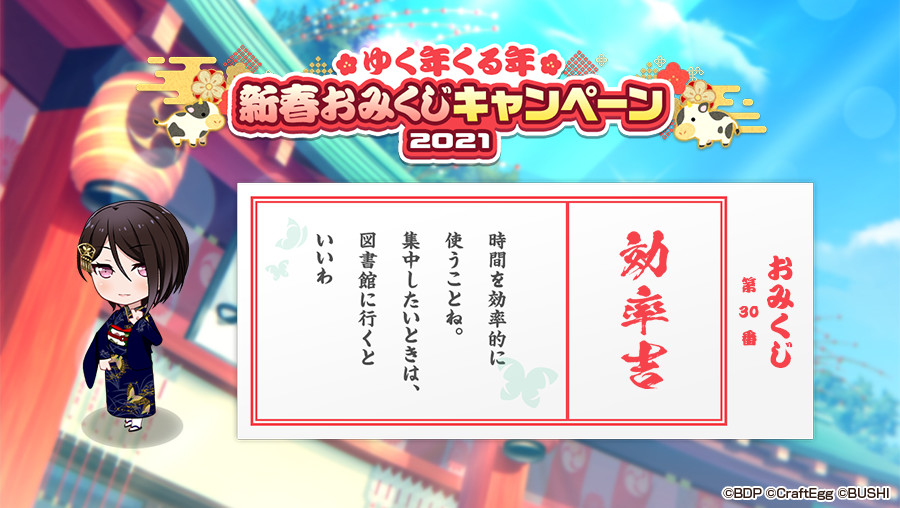 ゆく年くる年
新春おみくじキャンペーン
2021
おみくじ
第30番
効率吉
時間を効率的に
使うことね。
集中したいときは、
図書館に行くと
いいわ
©BDP ©CraftEgg ©BUSHI